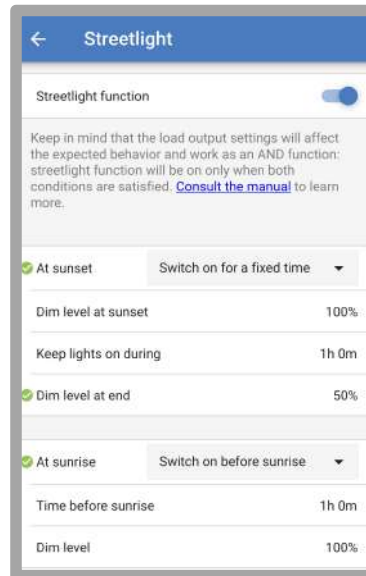 Streetlight
Streetlight function
Keep in mind that the load output settings will affect
the expected behavior and work as an AND function:
streetlight function will be on only when both
conditions are satisfied. Consult the manual to learn
more.
At sunset Switch on for a fixed time
Dim level at sunset 100%
Keep lights on during 1h 0m
Dim level at end 50%
At sunrise Switch on before sunrise
Time before sunrise 1h 0m
Dim level 100%